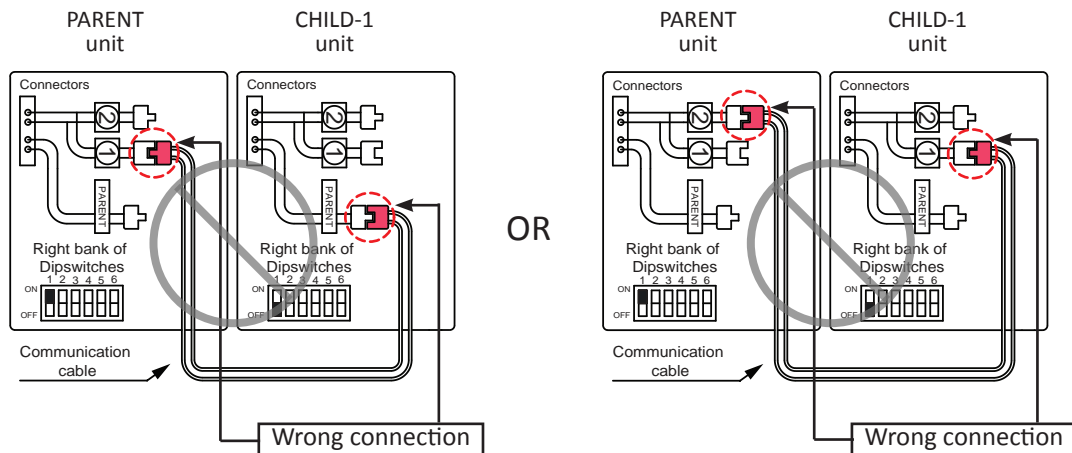 PARENT
unit
CHILD-1
unit
Connectors
2
1
PARENT
Right bank of
Dipswitches
1 2 3 4 5 6
ON
OFF
Connectors
2
1
PARENT
Right bank of
Dipswitches
1 2 3 4 5 6
ON
OFF
Communication
cable
Wrong connection
OR
PARENT
unit
CHILD-1
unit
Connectors
2
1
PARENT
Right bank of
Dipswitches
1 2 3 4 5 6
ON
OFF
Connectors
2
1
PARENT
Right bank of
Dipswitches
1 2 3 4 5 6
ON
OFF
Communication
cable
Wrong connection